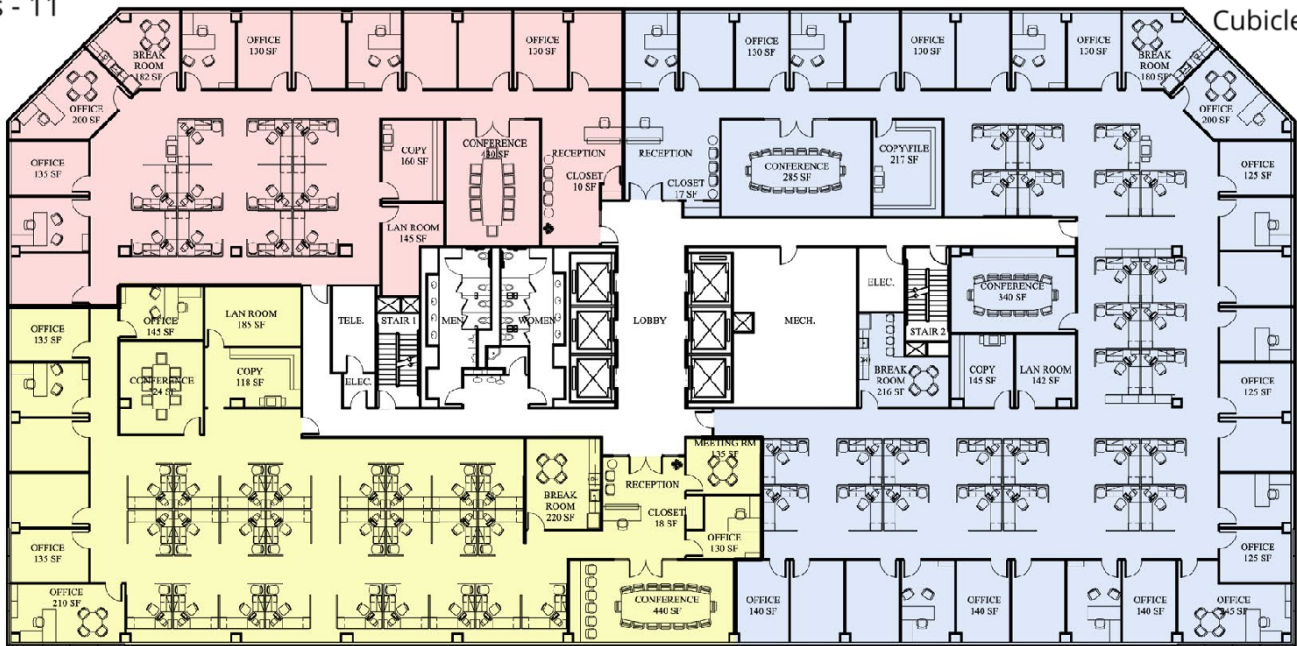 s - 11
Cubicle
BREAK
ROOM
182 SF
OFFICE
130 SF
OFFICE
130 SF
OFFICE
130 SF
OFFICE
130 SF
OFFICE
130 SF
BREAK
ROOM
180 SF
OFFICE
200 SF
OFFICE
200 SF
OFFICE
135 SF
COPY
160 SF
CONFERENCE
430 SF
RECEPTION
CLOSET
10 SF
RECEPTION
CLOSET
17 SF
CONFERENCE
285 SF
COPY\FILE
217 SF
OFFICE
125 SF
LAN ROOM
145 SF
OFFICE
145 SF
LAN ROOM
185 SF
TELE.
STAIR 1
MEN
WOMEN
LOBBY
MECH.
ELEC.
STAIR 2
CONFERENCE
340 SF
OFFICE
135 SF
CONFERENCE
324 SF
COPY
118 SF
ELEC.
BREAK
ROOM
216 SF
COPY
145 SF
LAN ROOM
142 SF
OFFICE
125 SF
MEETING RM
135 SF
BREAK
ROOM
220 SF
RECEPTION
CLOSET
18 SF
OFFICE
130 SF
OFFICE
135 SF
OFFICE
125 SF
OFFICE
210 SF
CONFERENCE
440 SF
OFFICE
140 SF
OFFICE
140 SF
OFFICE
140 SF
OFFICE
245 SF